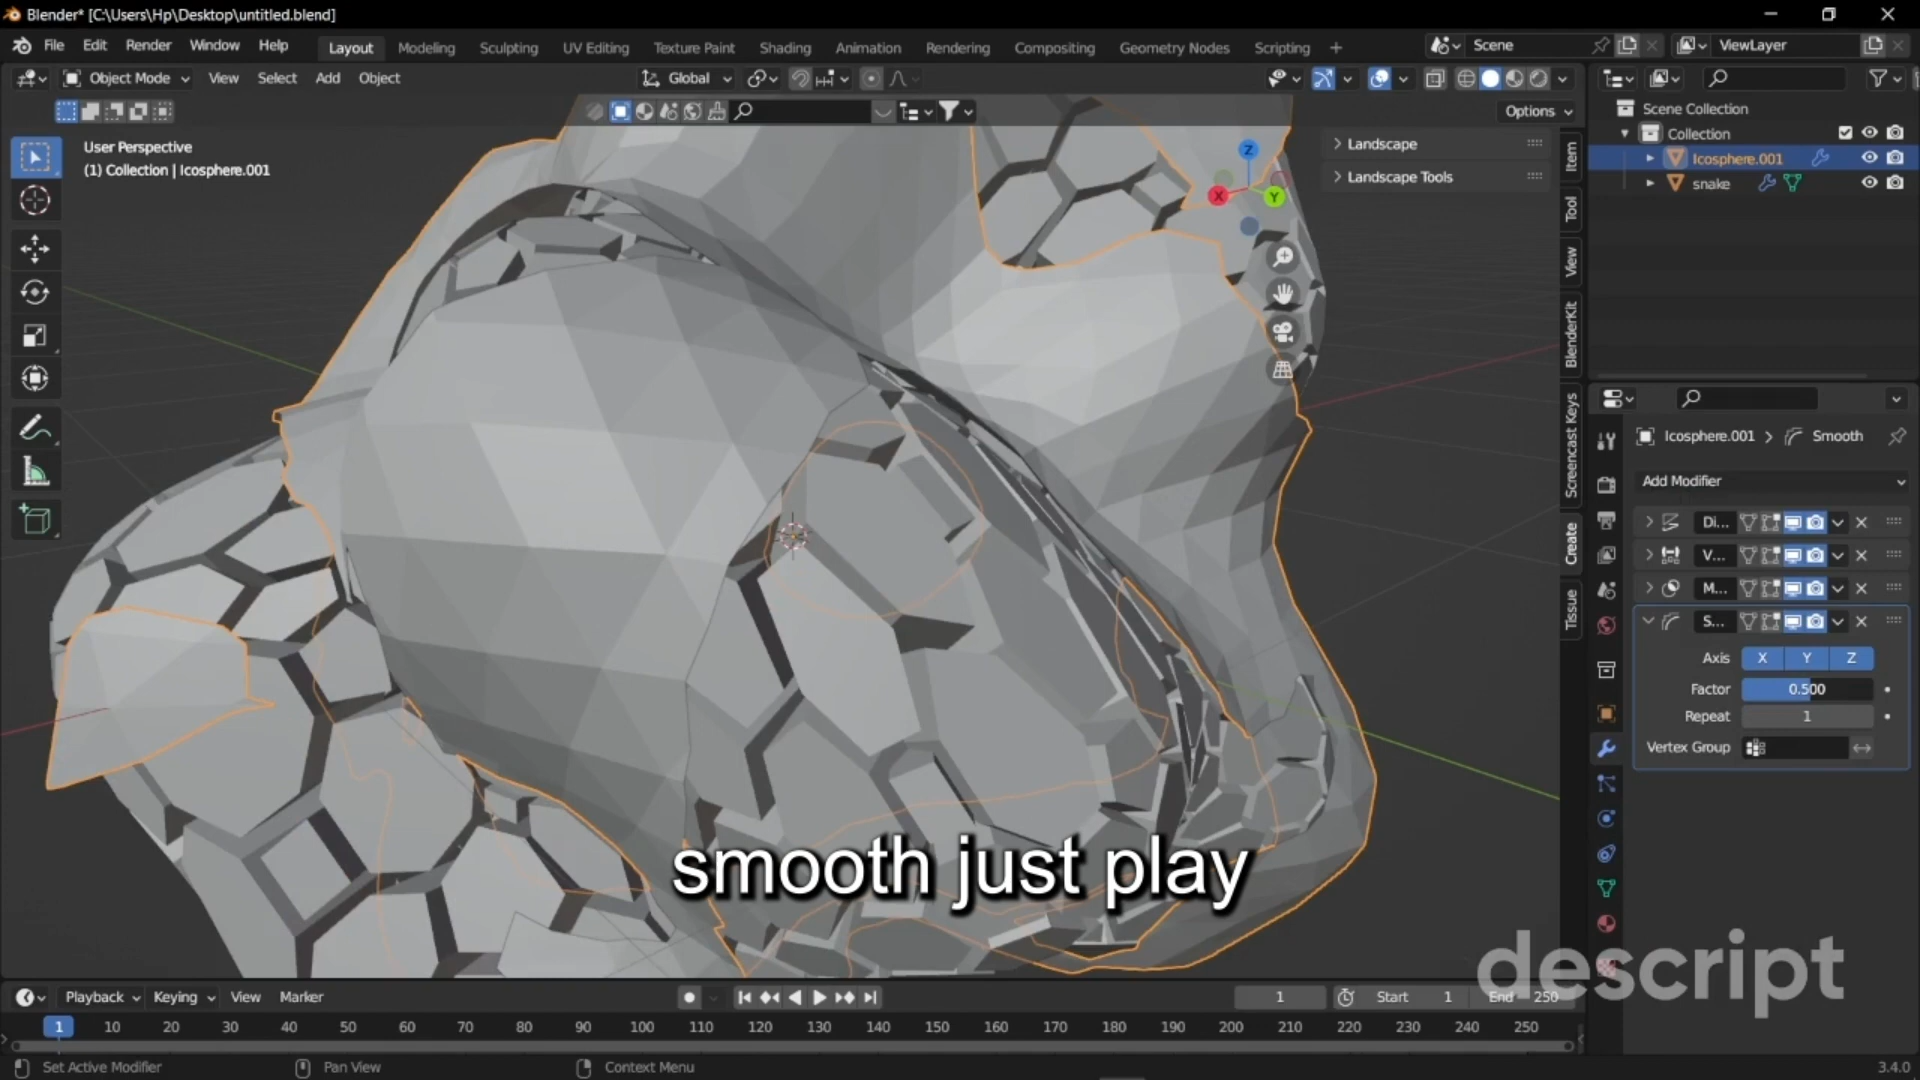 Blender* [C:\Users\Hp\Desktop\untitled.blend]
File Edit Render Window Help Layout Modeling Sculpting UV Editing Texture Paint Shading Animation Rendering Compositing Geometry Nodes Scripting + Scene ViewLayer
Object Mode View Select Add Object Global
Options
User Perspective
(1) Collection | Icosphere.001
Landscape
Landscape Tools
Z
X
Y
Item
Tool
View
BlenderKit
Screencast Keys
Create
Tissue
Scene Collection
Collection
Icosphere.001
snake
Icosphere.001 > Smooth
Add Modifier
Di...
V...
M...
S...
Axis X Y Z
Factor 0.500
Repeat 1
Vertex Group
smooth just play
descript
Playback Keying View Marker 1 Start 1 End 250
1 10 20 30 40 50 60 70 80 90 100 110 120 130 140 150 160 170 180 190 200 210 220 230 240 250
Set Active Modifier Pan View Context Menu 3.4.0